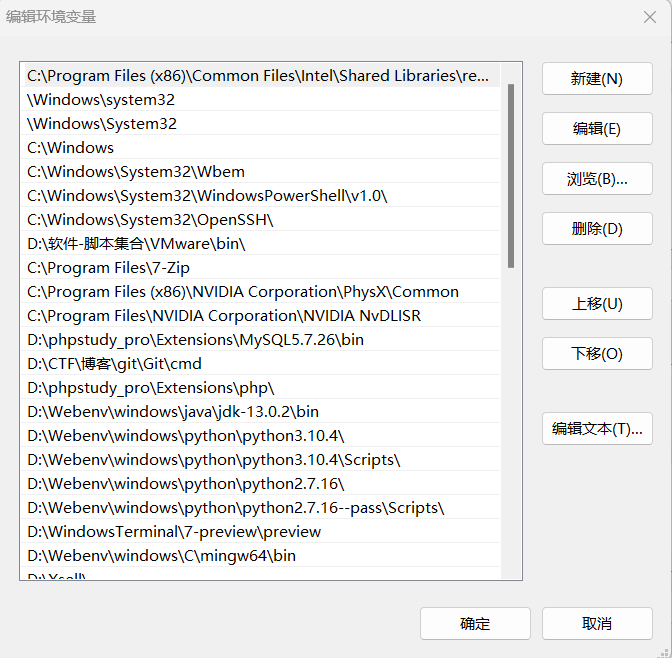 编辑环境变量
C:\Program Files (x86)\Common Files\Intel\Shared Libraries\re...
\Windows\system32
\Windows\System32
C:\Windows
C:\Windows\System32\Wbem
C:\Windows\System32\WindowsPowerShell\v1.0\
C:\Windows\System32\OpenSSH\
D:\软件-脚本集合\VMware\bin\
C:\Program Files\7-Zip
C:\Program Files (x86)\NVIDIA Corporation\PhysX\Common
C:\Program Files\NVIDIA Corporation\NVIDIA NvDLISR
D:\phpstudy_pro\Extensions\MySQL5.7.26\bin
D:\CTF\博客\git\Git\cmd
D:\phpstudy_pro\Extensions\php\
D:\Webenv\windows\java\jdk-13.0.2\bin
D:\Webenv\windows\python\python3.10.4\
D:\Webenv\windows\python\python3.10.4\Scripts\
D:\Webenv\windows\python\python2.7.16\
D:\Webenv\windows\python\python2.7.16--pass\Scripts\
D:\WindowsTerminal\7-preview\preview
D:\Webenv\windows\C\mingw64\bin
D:\Xsell\
新建(N)
编辑(E)
浏览(B)...
删除(D)
上移(U)
下移(O)
编辑文本(T)...
确定
取消